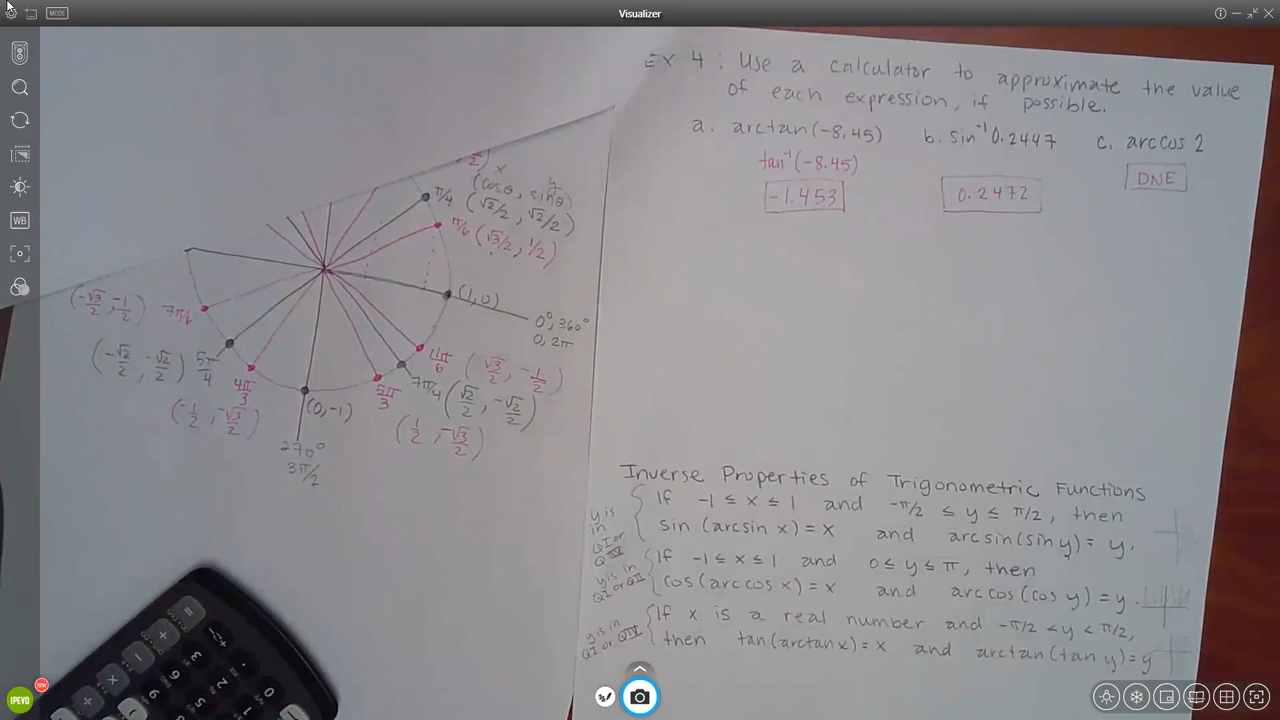 MODE
Visualizer
Ex 4 : Use a calculator to approximate the value
of each expression, if possible.
a. arctan(-8.45)
b. sin⁻¹ 0.2447
c. arccos 2
tan⁻¹(-8.45)
-1.453
0.2472
DNE
x y
(cosθ, sinθ)
π/4 (√2/2, √2/2)
π/6 (√3/2, 1/2)
(1,0)
0°, 360°
0, 2π
(-√3/2, -1/2) 7π/6
(-√2/2, -√2/2) 5π/4
4π/3
(-1/2, -√3/2)
(0,-1)
270°
3π/2
5π/3
(1/2, -√3/2)
7π/4 (√2/2, -√2/2)
11π/6 (√3/2, -1/2)
Inverse Properties of Trigonometric Functions
y is in QI or QIV
If -1 ≤ x ≤ 1 and -π/2 ≤ y ≤ π/2, then
sin (arcsin x) = x and arcsin(sin y) = y.
y is in QI or QII
If -1 ≤ x ≤ 1 and 0 ≤ y ≤ π, then
cos(arccos x) = x and arccos(cos y) = y.
y is in QI or QIV
If x is a real number and -π/2 < y < π/2,
then tan(arctan x) = x and arctan(tan y) = y
IPEVO
new
WB